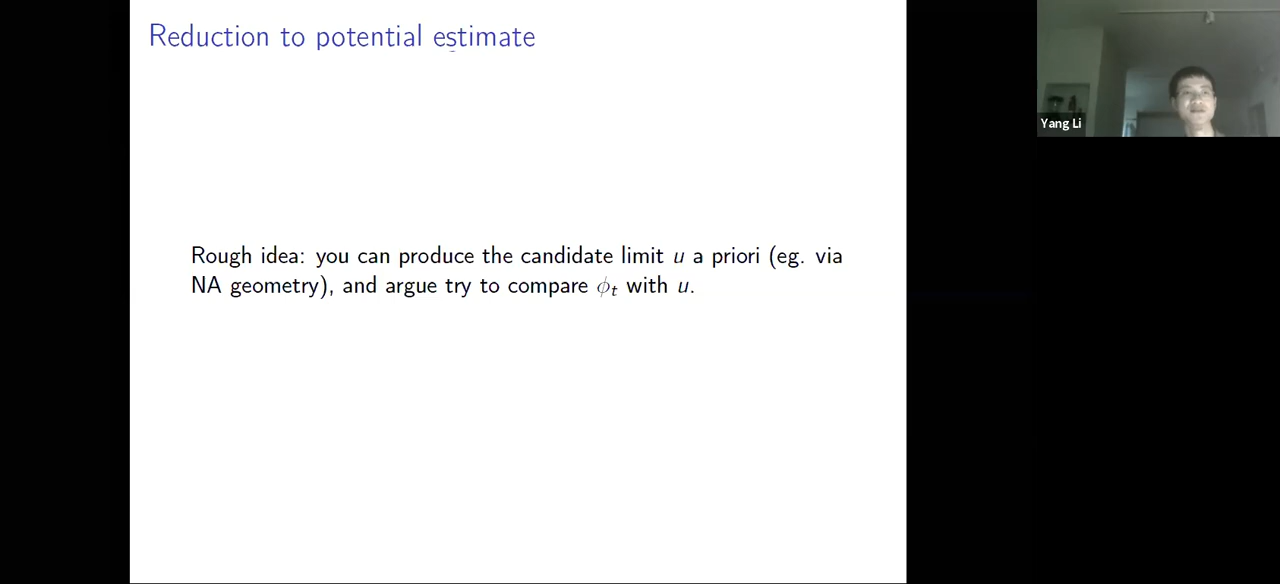 Reduction to potential estimate
Yang Li
Rough idea: you can produce the candidate limit u a priori (eg. via
NA geometry), and argue try to compare ϕₜ with u.